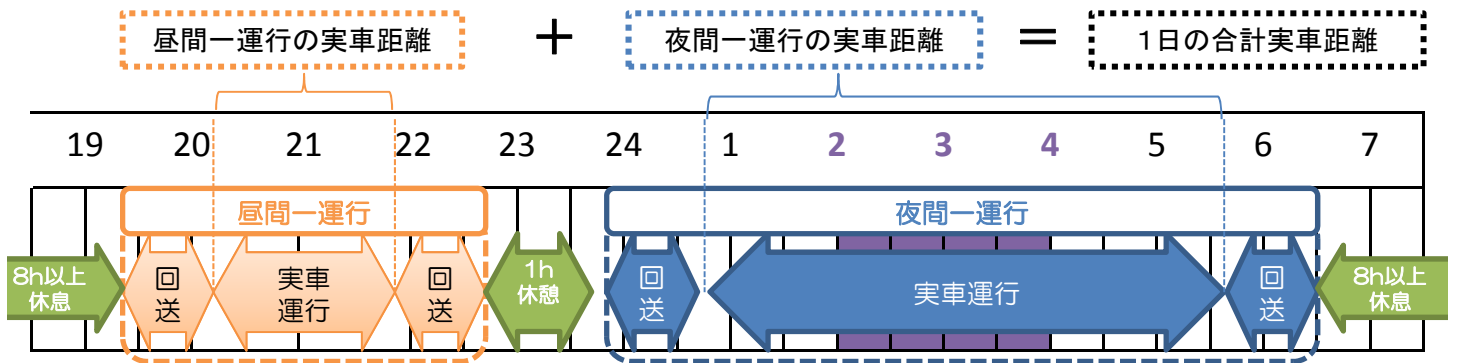 昼間一運行の実車距離 + 夜間一運行の実車距離 = 1日の合計実車距離
19 20 21 22 23 24 1 2 3 4 5 6 7
昼間一運行 夜間一運行
8h以上
休息
回
送
実車
運行
回
送
1h
休憩
回
送
実車運行
回
送
8h以上
休息